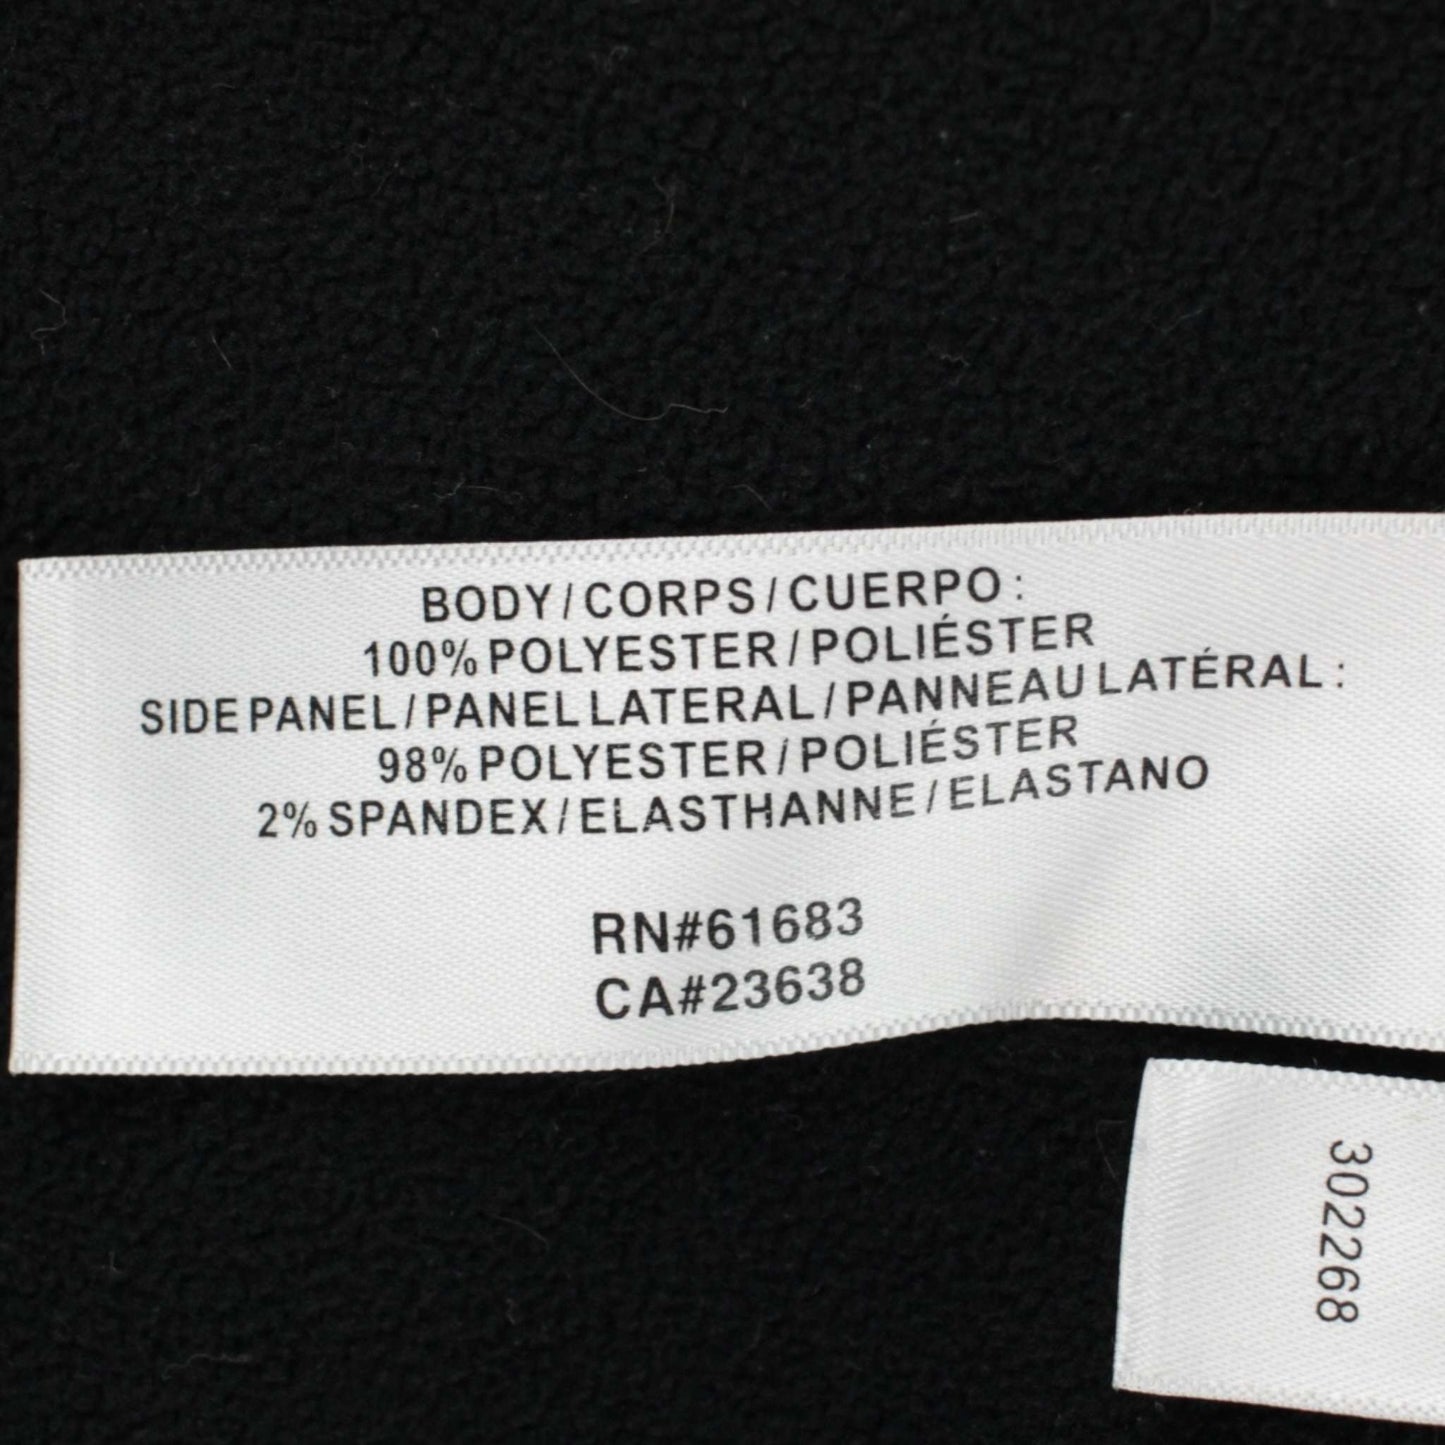 BODY/CORPS/CUERPO:
100% POLYESTER/POLIÉSTER
SIDE PANEL/PANEL LATERAL/PANNEAU LATÉRAL:
98% POLYESTER/POLIÉSTER
2% SPANDEX/ELASTHANNE/ELASTANO
RN#61683
CA#23638
302268